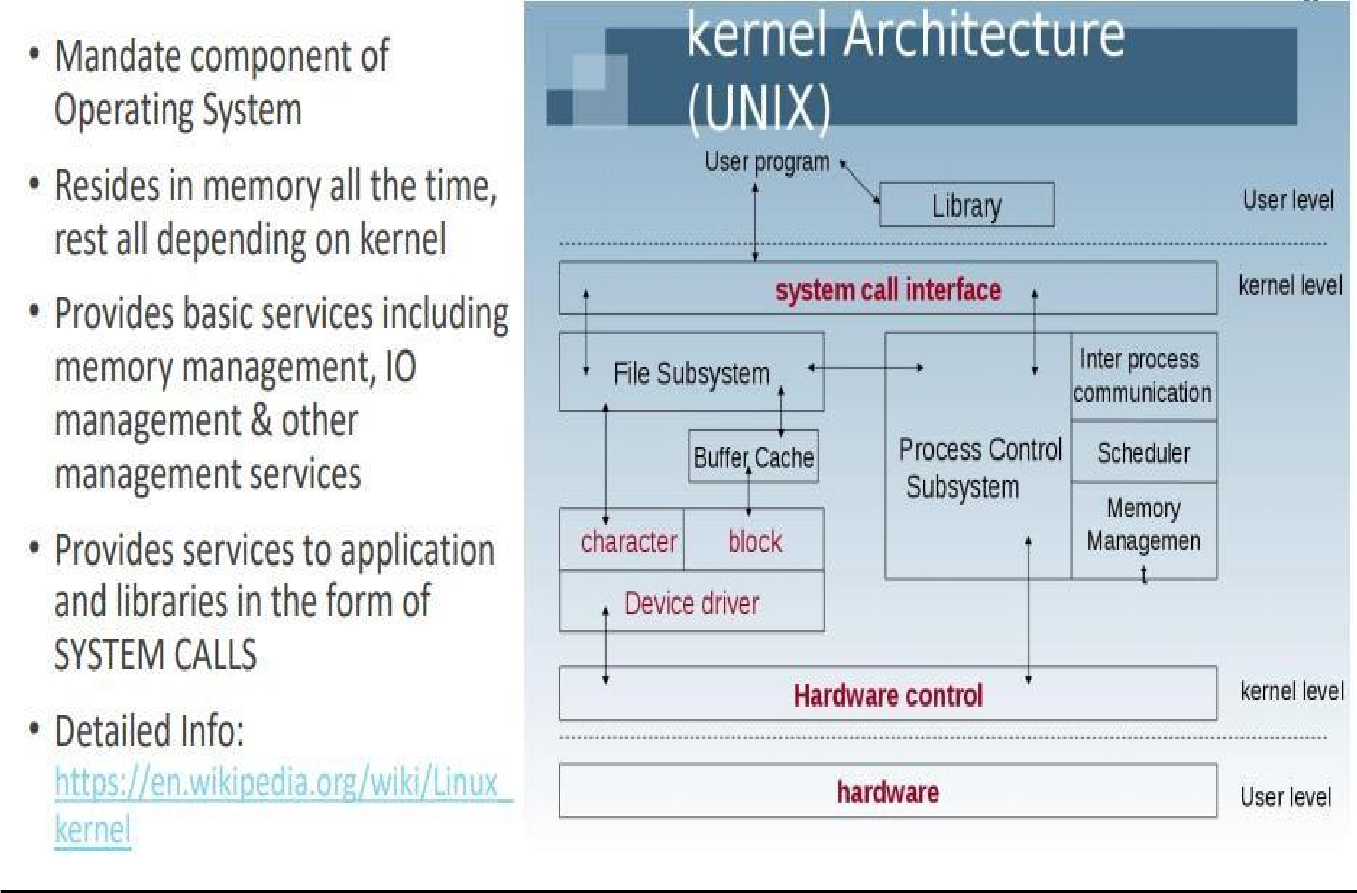 • Mandate component of
Operating System
• Resides in memory all the time,
rest all depending on kernel
• Provides basic services including
memory management, IO
management & other
management services
• Provides services to application
and libraries in the form of
SYSTEM CALLS
• Detailed Info:
https://en.wikipedia.org/wiki/Linux_
kernel
kernel Architecture
(UNIX)
User program
Library
User level
system call interface
kernel level
File Subsystem
Inter process
communication
Buffer Cache
Process Control
Subsystem
Scheduler
Memory
Managemen
t
character
block
Device driver
Hardware control
kernel level
hardware
User level